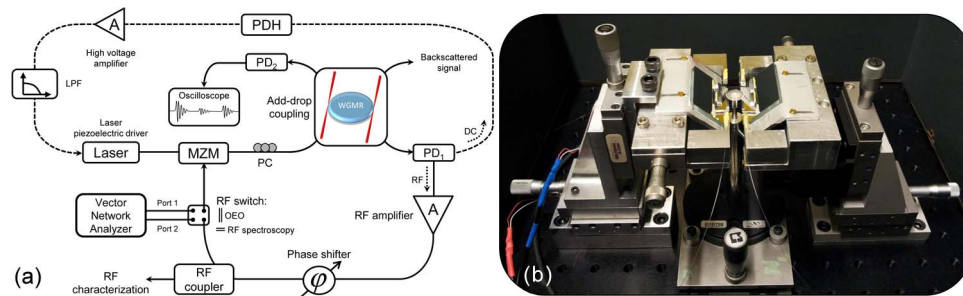 A
PDH
High voltage
amplifier
LPF
PD2
Backscattered
signal
Oscilloscope
Add-drop
coupling
WGMR
Laser
piezoelectric driver
DC
Laser
MZM
PC
PD1
RF
Vector
Network
Analyzer
Port 1
Port 2
RF switch:
OEO
RF spectroscopy
RF amplifier
A
Phase shifter
φ
RF
coupler
RF
characterization
(a)
(b)